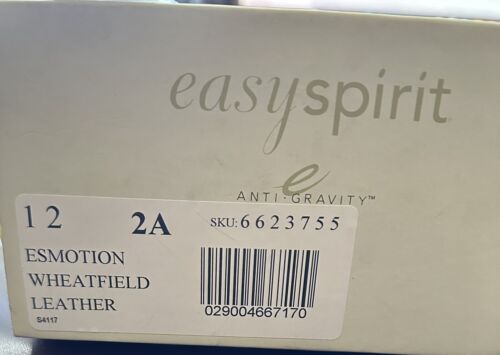 easyspirit
e
ANTI·GRAVITY™
12 2A SKU: 6623755
ESMOTION
WHEATFIELD
LEATHER
S4117
029004667170